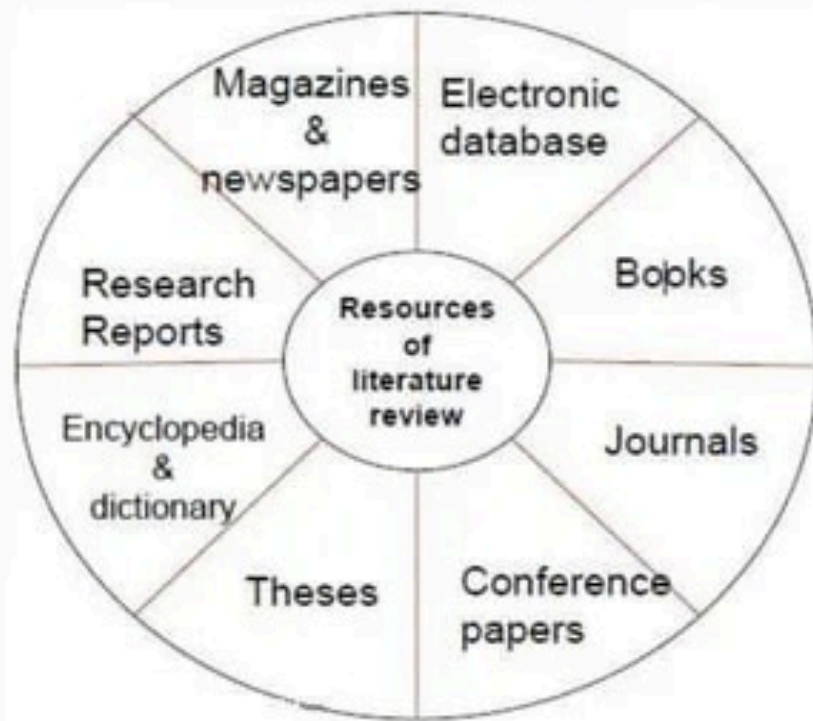 Magazines
&
newspapers
Electronic
database
Books
Journals
Conference
papers
Theses
Encyclopedia
&
dictionary
Research
Reports
Resources
of
literature
review